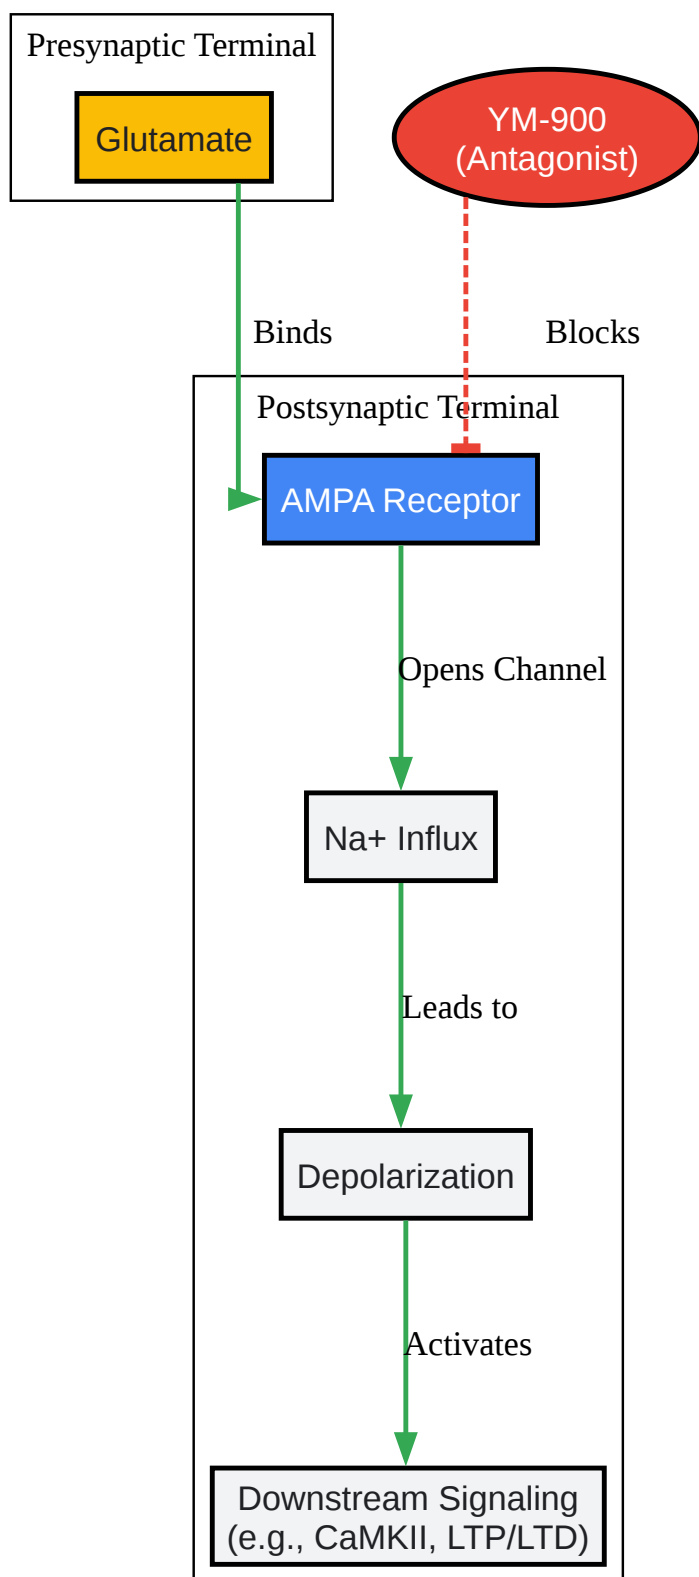 Presynaptic Terminal
Glutamate
YM-900
(Antagonist)
Binds
Blocks
Postsynaptic Terminal
AMPA Receptor
Opens Channel
Na+ Influx
Leads to
Depolarization
Activates
Downstream Signaling
(e.g., CaMKII, LTP/LTD)